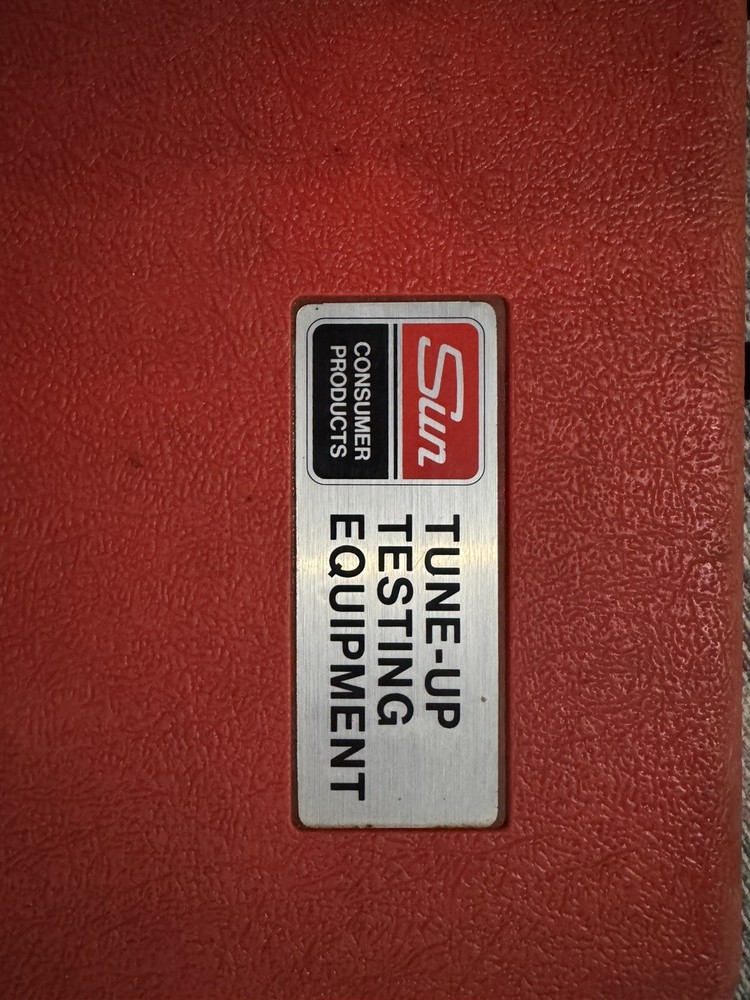 Sun
CONSUMER
PRODUCTS
TUNE-UP
TESTING
EQUIPMENT